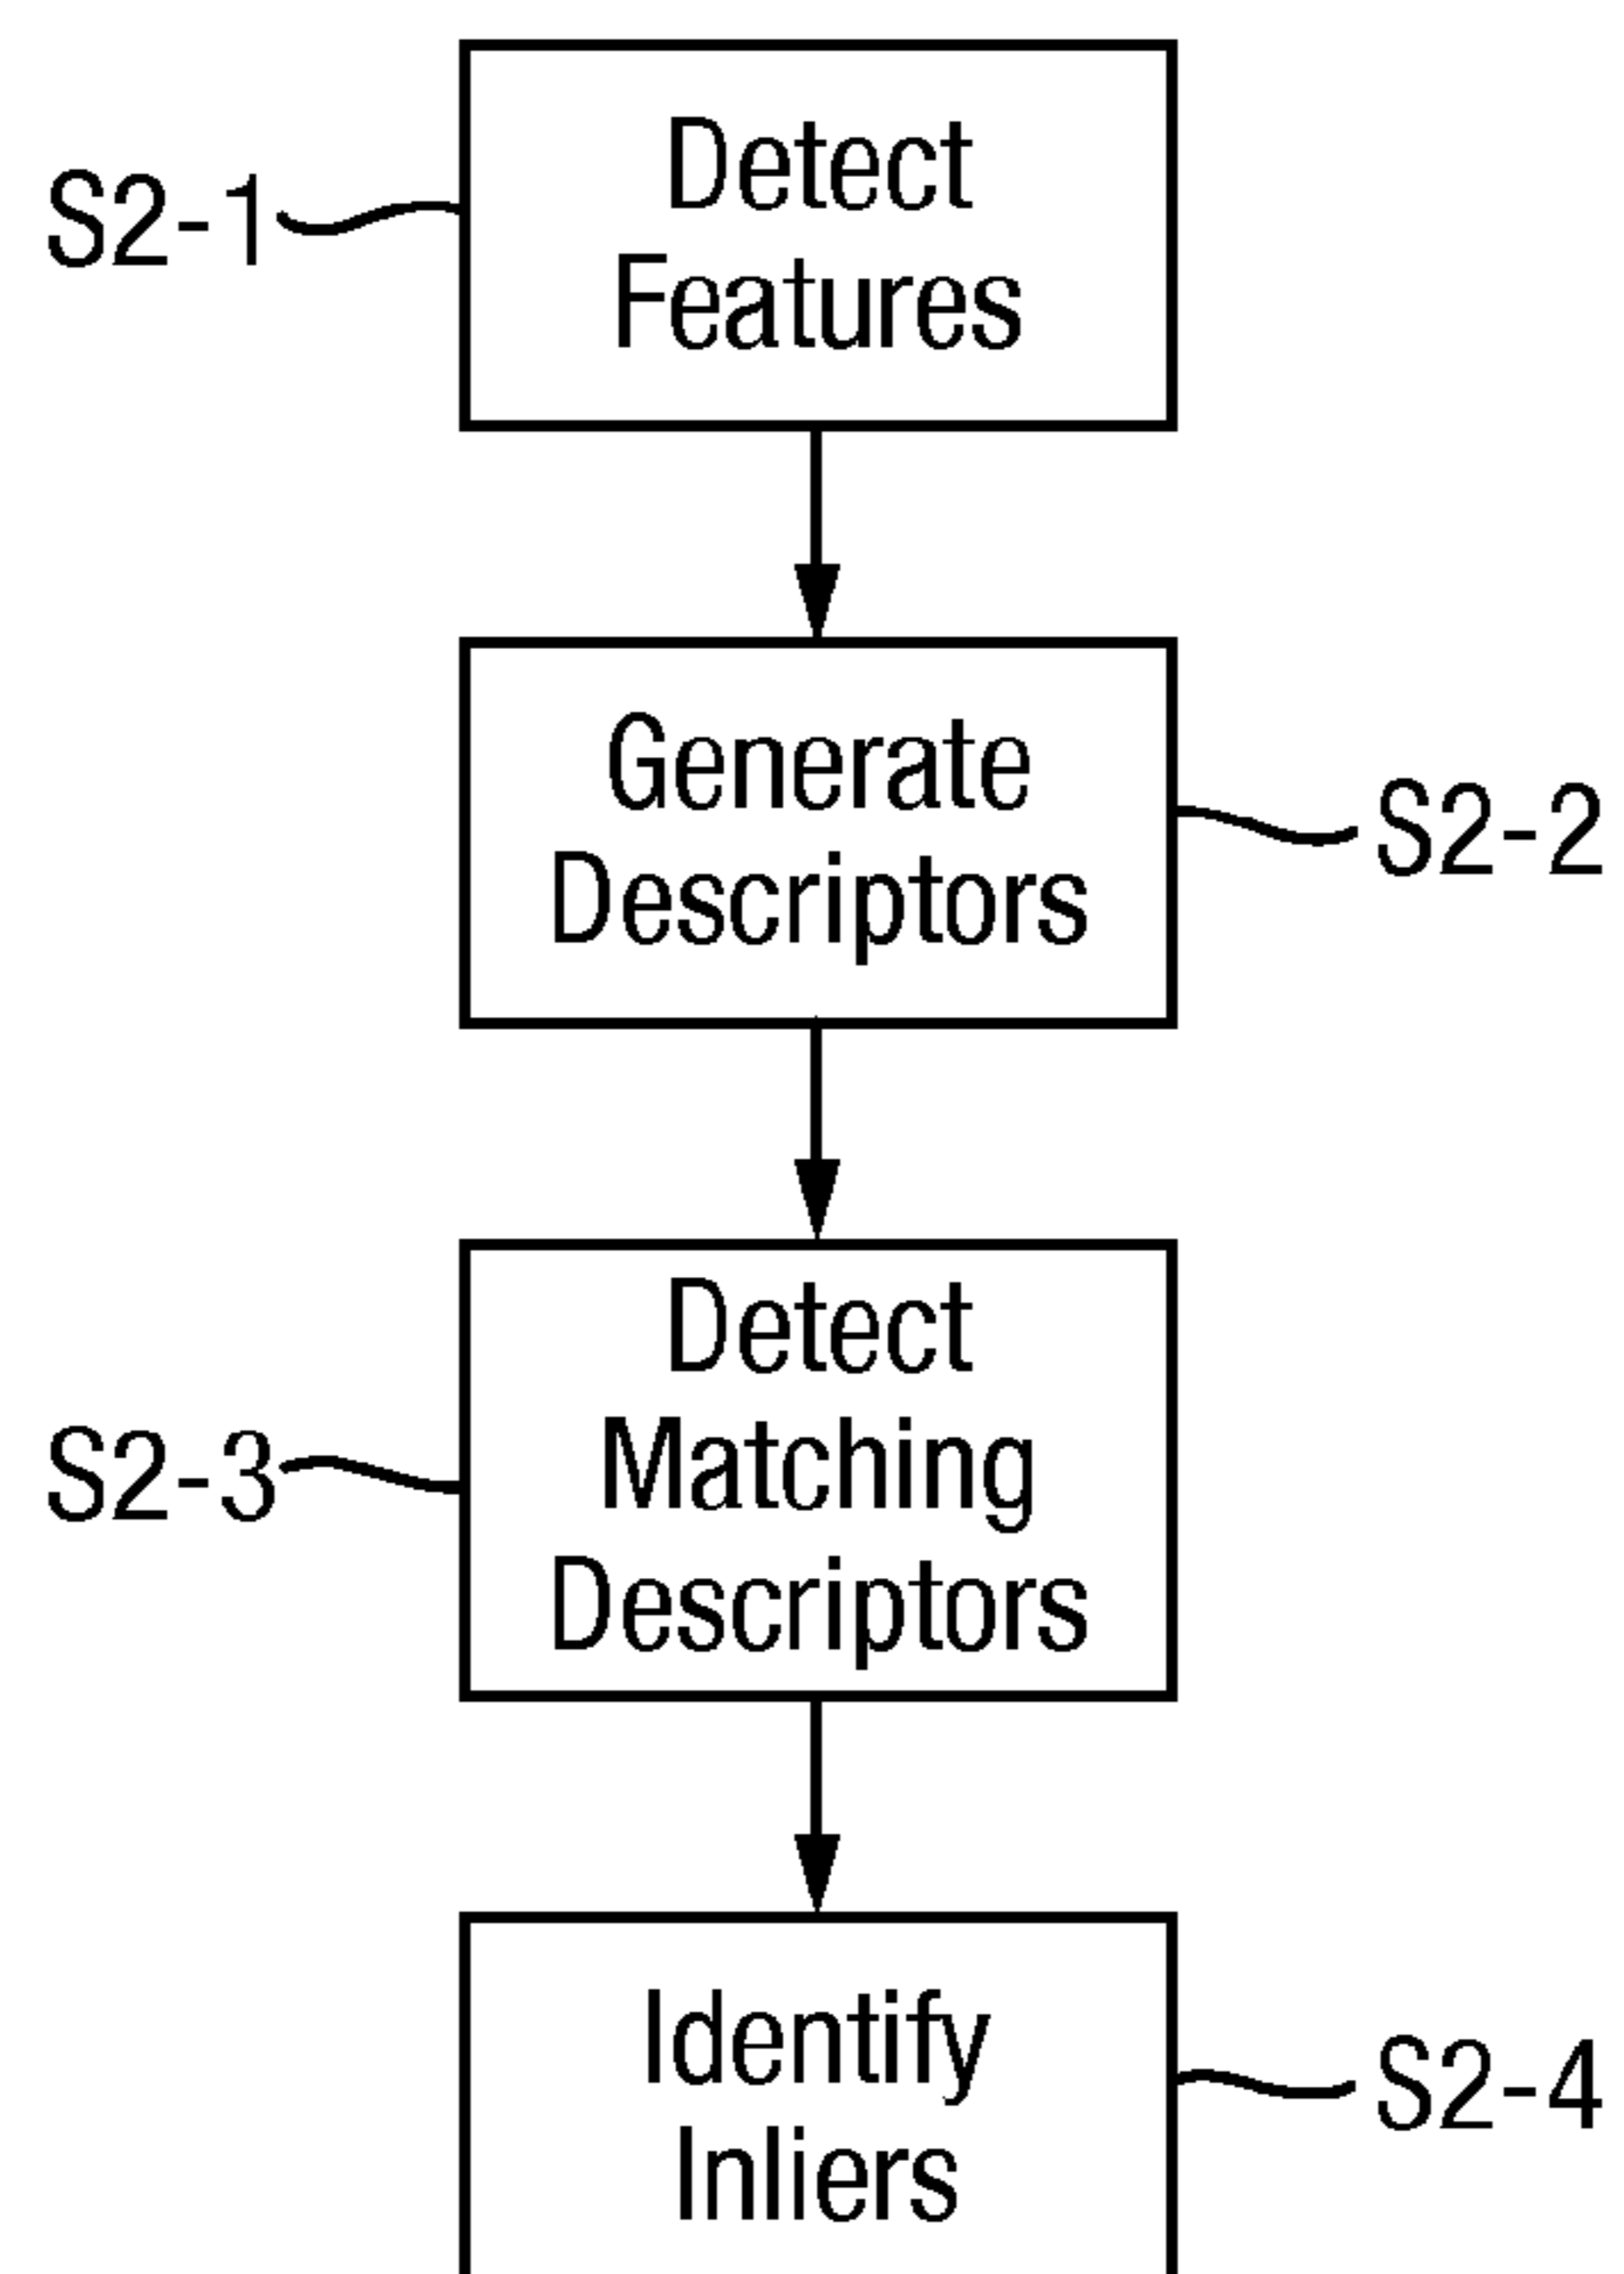 Detect
Features
S2-1
Generate
Descriptors
S2-2
Detect
Matching
Descriptors
S2-3
Identify
Inliers
S2-4